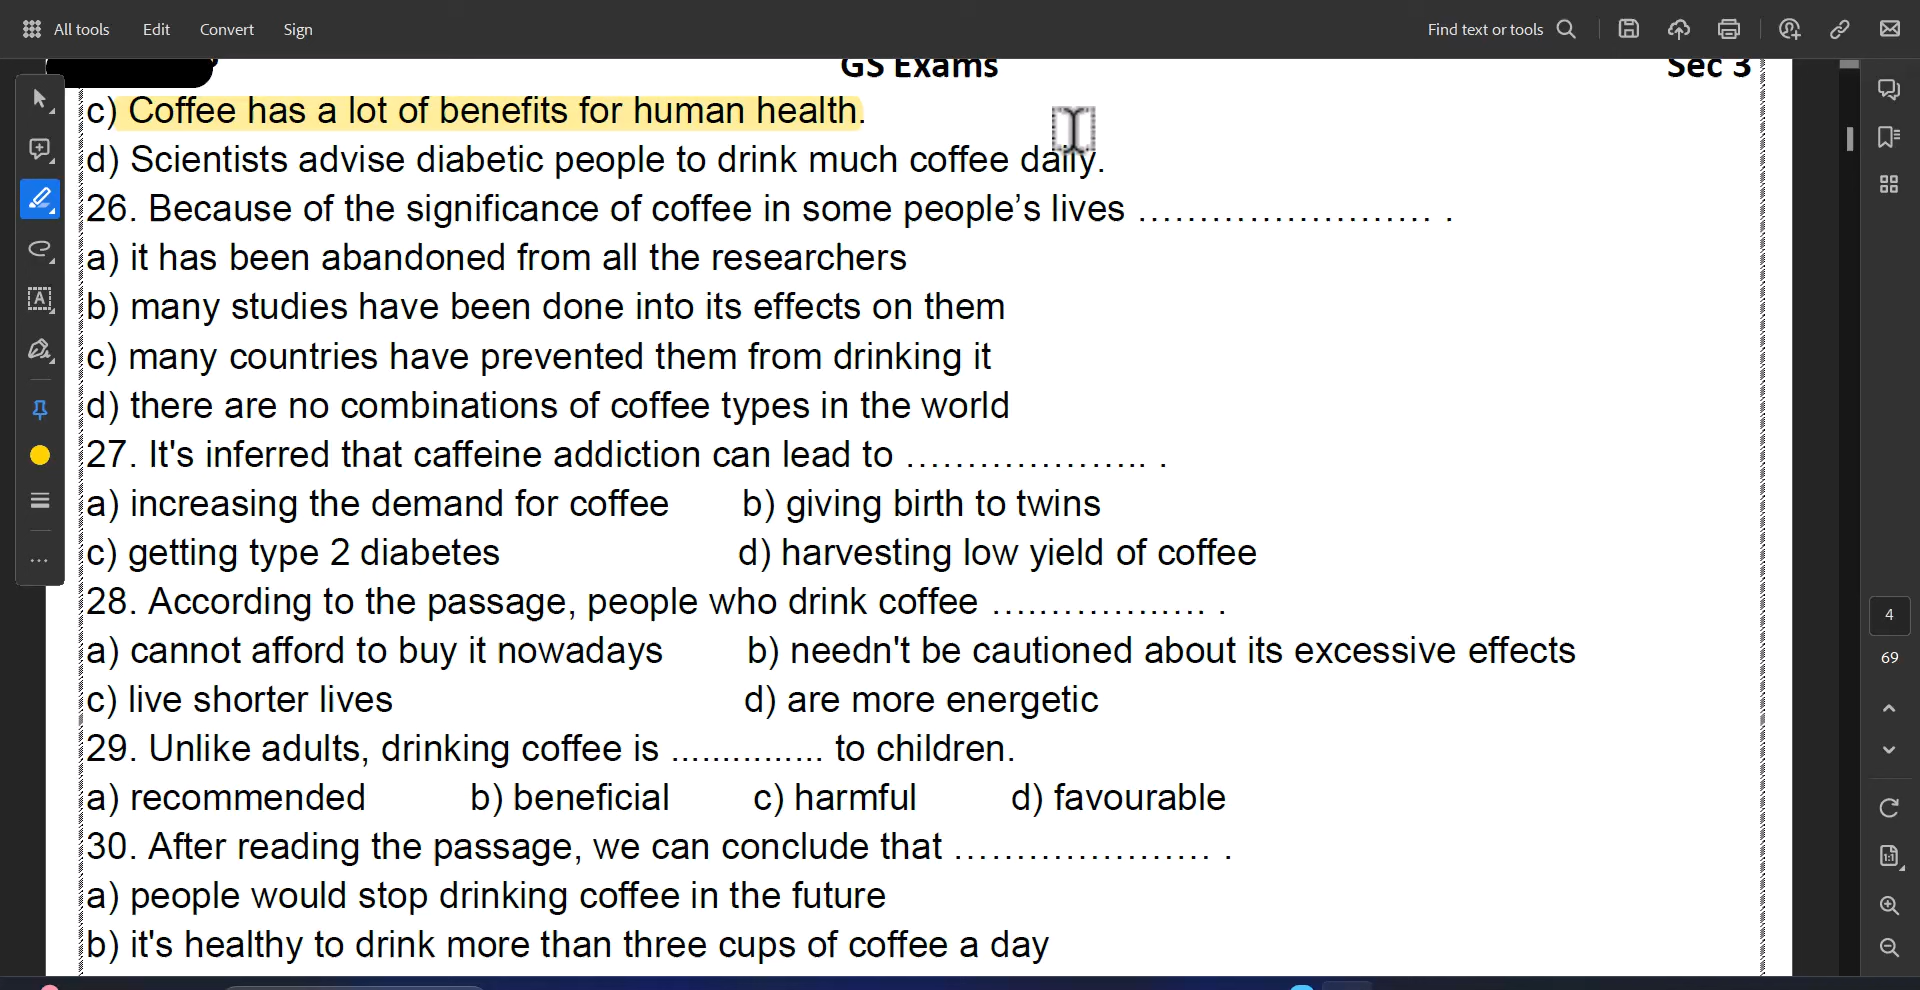 All tools Edit Convert Sign Find text or tools
GS Exams Sec 3
c) Coffee has a lot of benefits for human health.
d) Scientists advise diabetic people to drink much coffee daily.
26. Because of the significance of coffee in some people’s lives ........................ .
a) it has been abandoned from all the researchers
b) many studies have been done into its effects on them
c) many countries have prevented them from drinking it
d) there are no combinations of coffee types in the world
27. It's inferred that caffeine addiction can lead to .................... .
a) increasing the demand for coffee b) giving birth to twins
c) getting type 2 diabetes d) harvesting low yield of coffee
28. According to the passage, people who drink coffee .................. .
a) cannot afford to buy it nowadays b) needn't be cautioned about its excessive effects
c) live shorter lives d) are more energetic
29. Unlike adults, drinking coffee is ............... to children.
a) recommended b) beneficial c) harmful d) favourable
30. After reading the passage, we can conclude that ..................... .
a) people would stop drinking coffee in the future
b) it's healthy to drink more than three cups of coffee a day
4
69